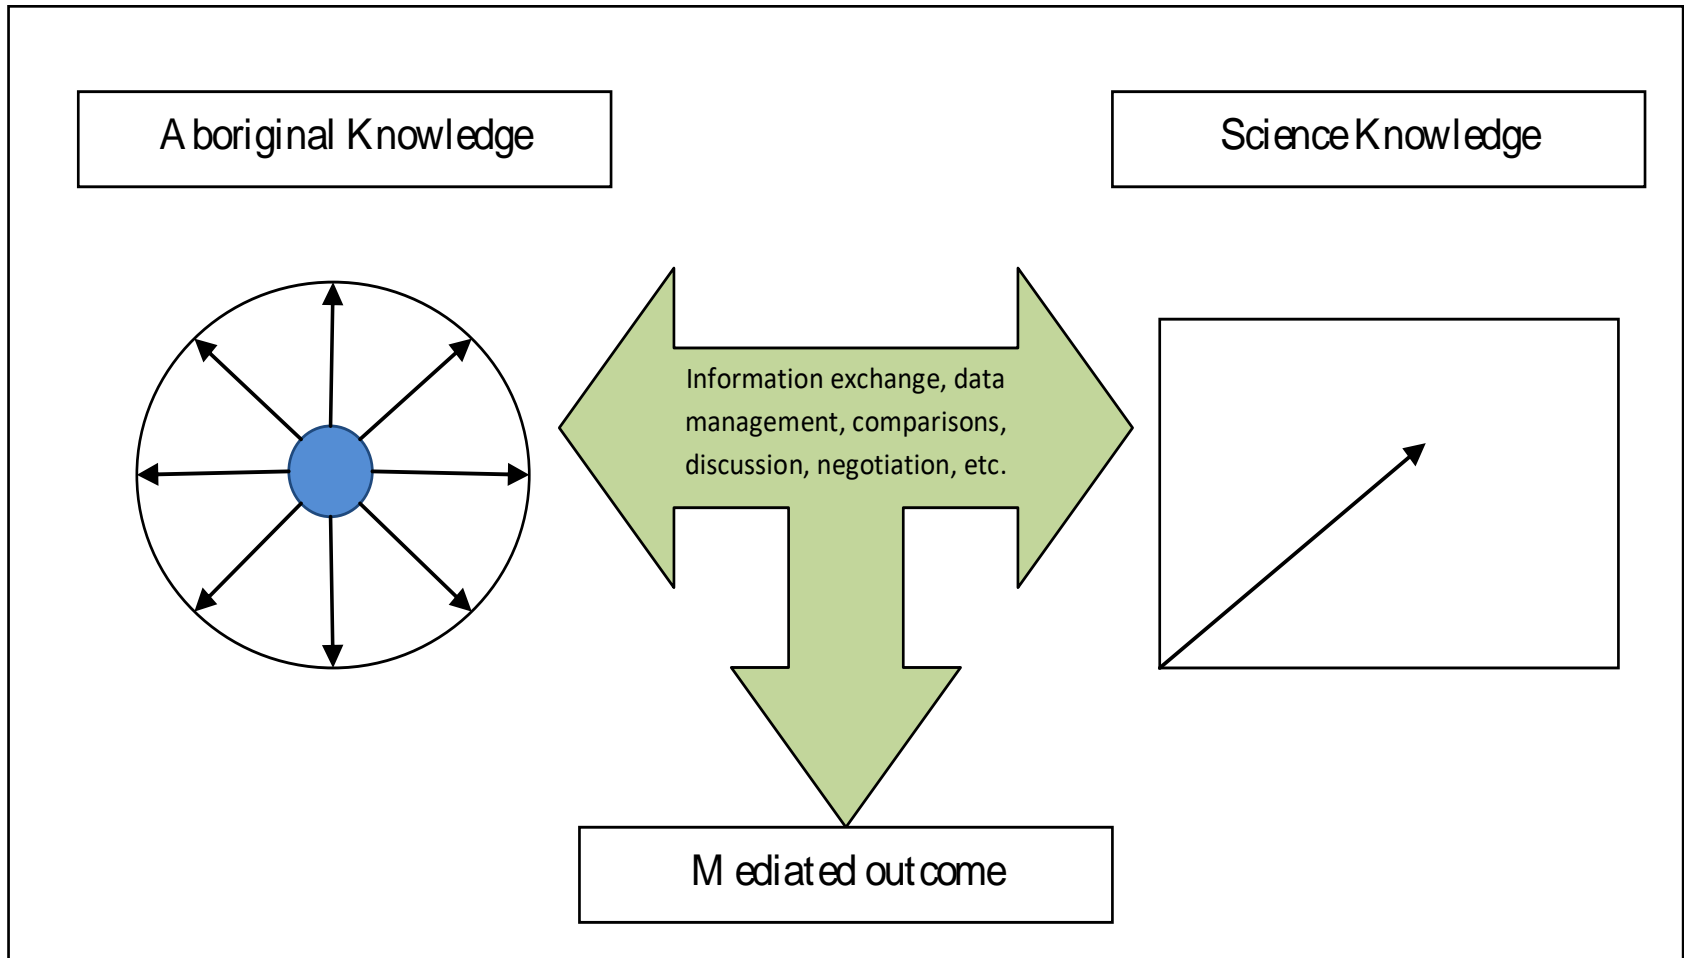 Aboriginal Knowledge
Science Knowledge
Information exchange, data
management, comparisons,
discussion, negotiation, etc.
Mediated outcome